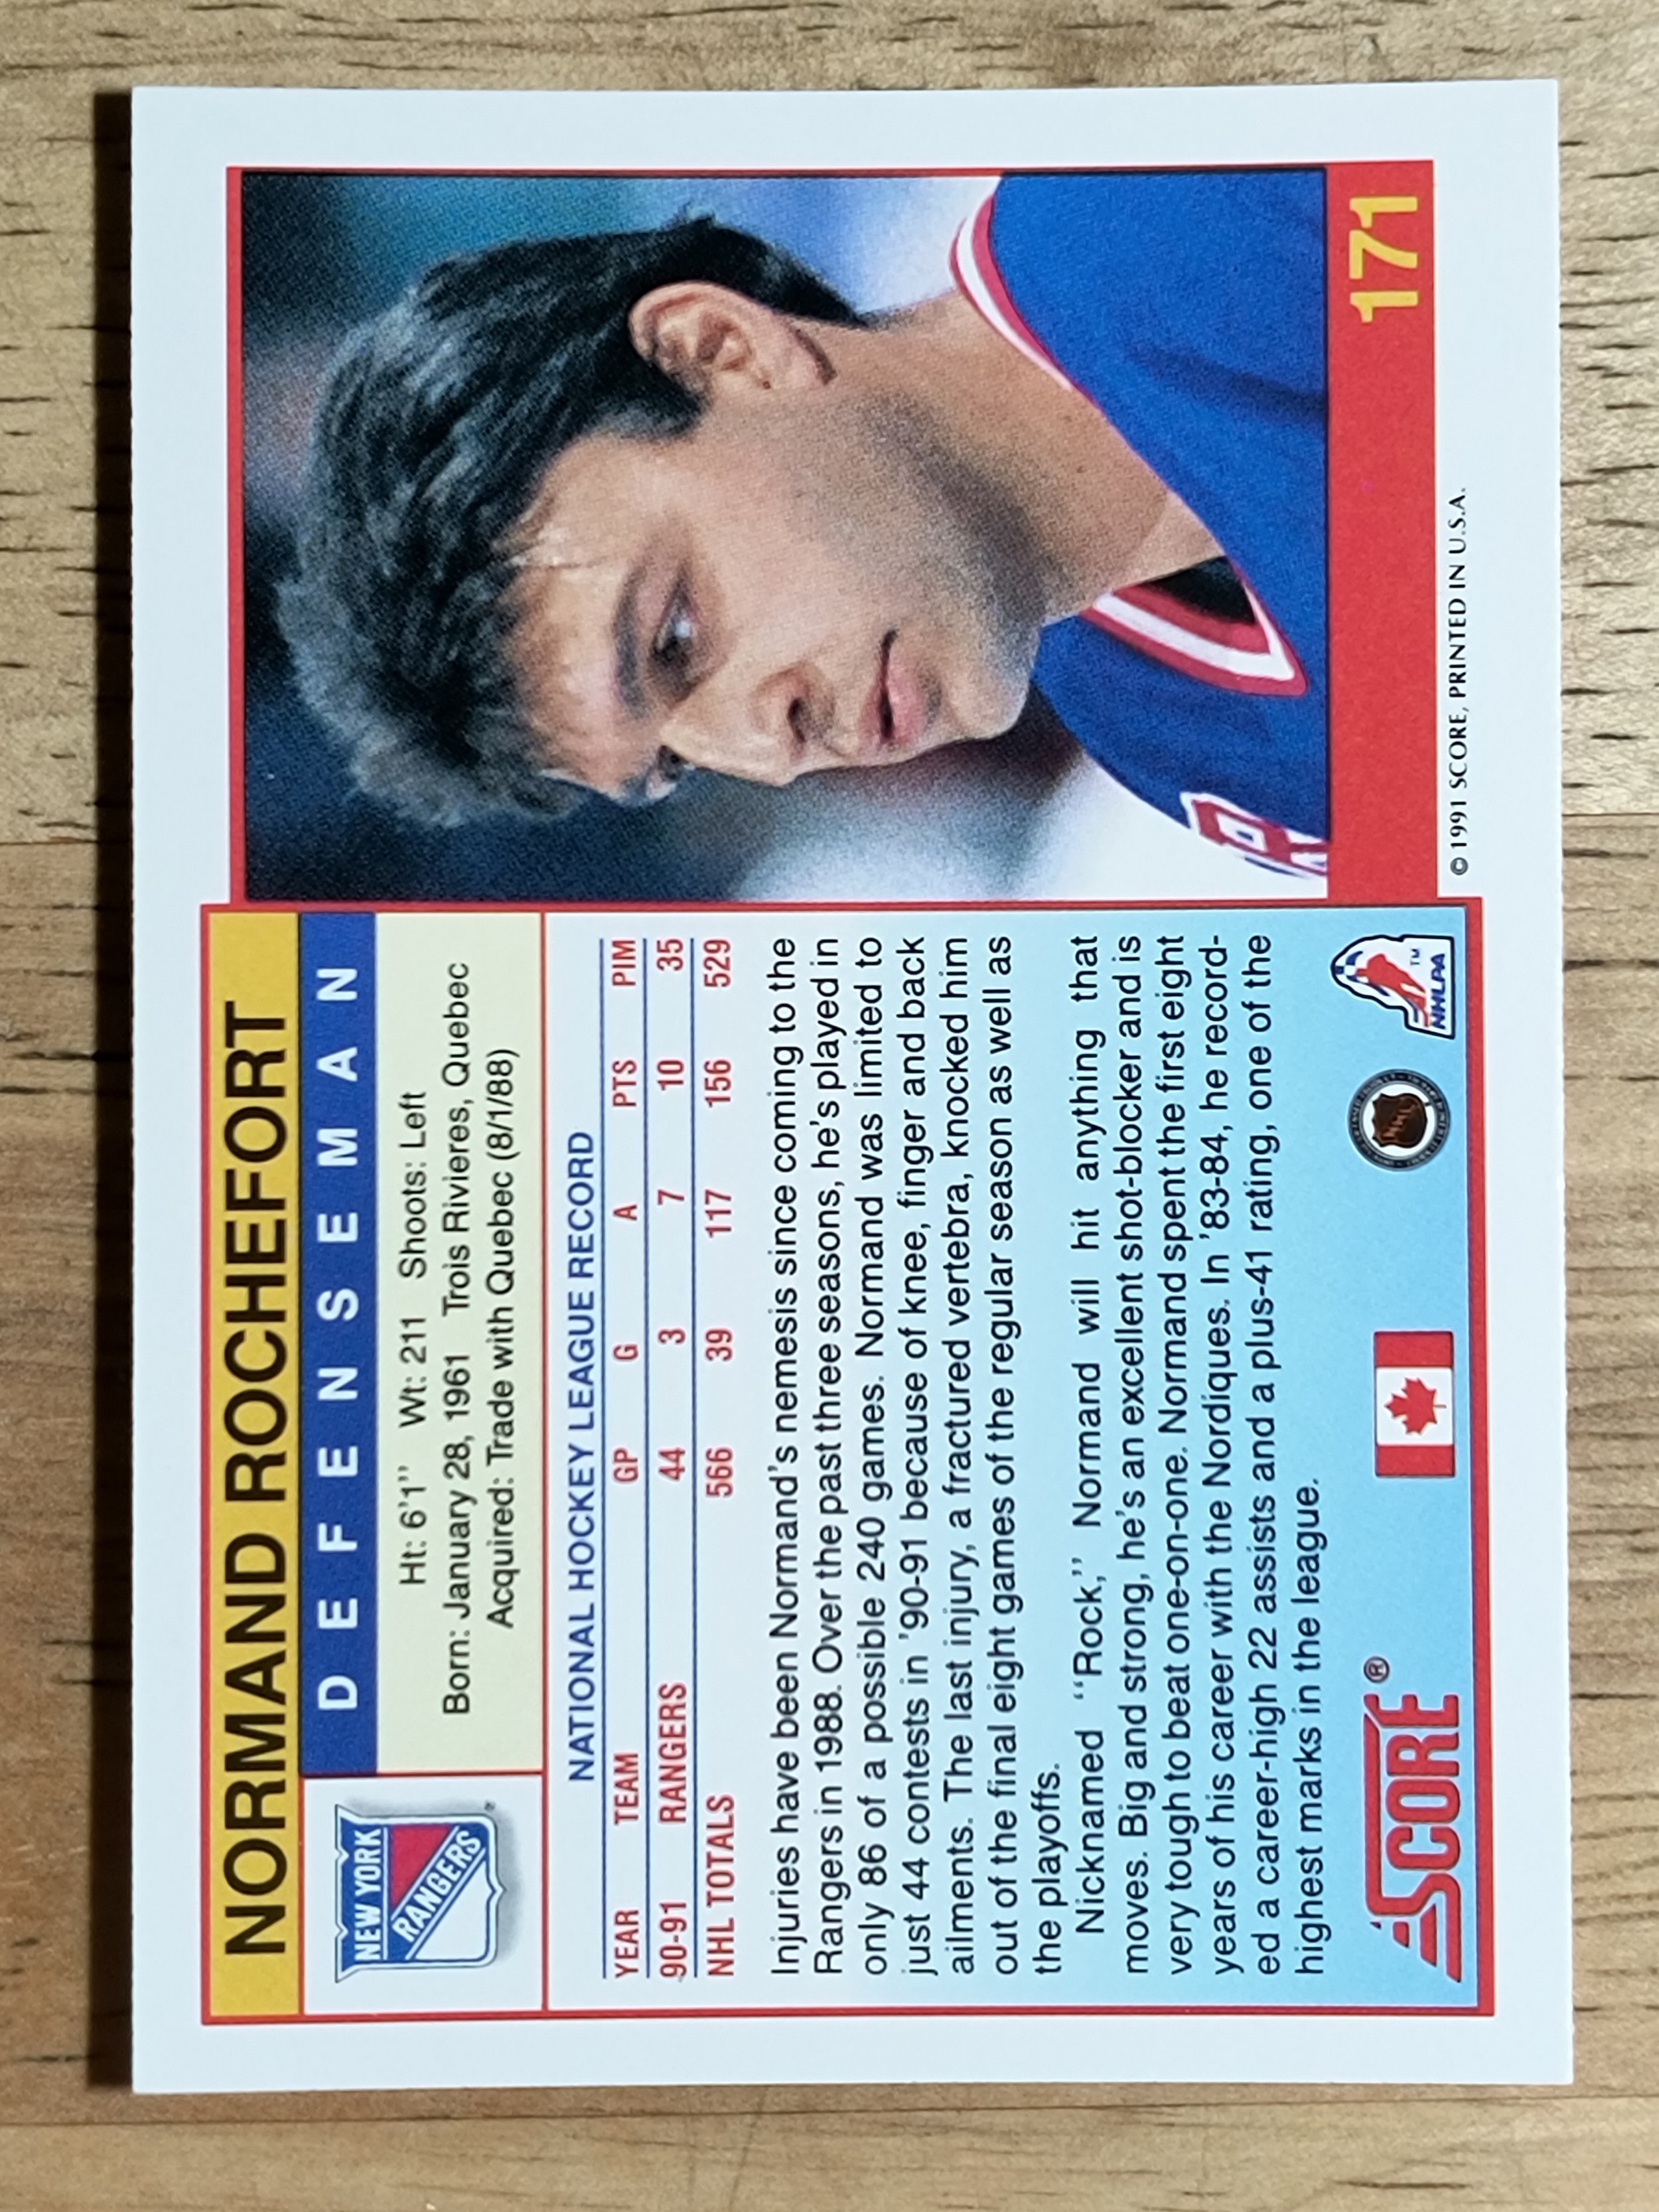 NORMAND ROCHEFORT
DEFENSEMAN
NEW YORK
RANGERS
Ht: 6'1" Wt: 211 Shoots: Left
Born: January 28, 1961 Trois Rivieres, Quebec
Acquired: Trade with Quebec (8/1/88)
NATIONAL HOCKEY LEAGUE RECORD
YEAR TEAM GP G A PTS PIM
90-91 RANGERS 44 3 7 10 35
NHL TOTALS 566 39 117 156 529
Injuries have been Normand's nemesis since coming to the
Rangers in 1988. Over the past three seasons, he's played in
only 86 of a possible 240 games. Normand was limited to
just 44 contests in '90-91 because of knee, finger and back
ailments. The last injury, a fractured vertebra, knocked him
out of the final eight games of the regular season as well as
the playoffs.
Nicknamed "Rock," Normand will hit anything that
moves. Big and strong, he's an excellent shot-blocker and is
very tough to beat one-on-one. Normand spent the first eight
years of his career with the Nordiques. In '83-84, he record-
ed a career-high 22 assists and a plus-41 rating, one of the
highest marks in the league.
SCORE®
NHL
NHLPA
TM
171
© 1991 SCORE, PRINTED IN U.S.A.